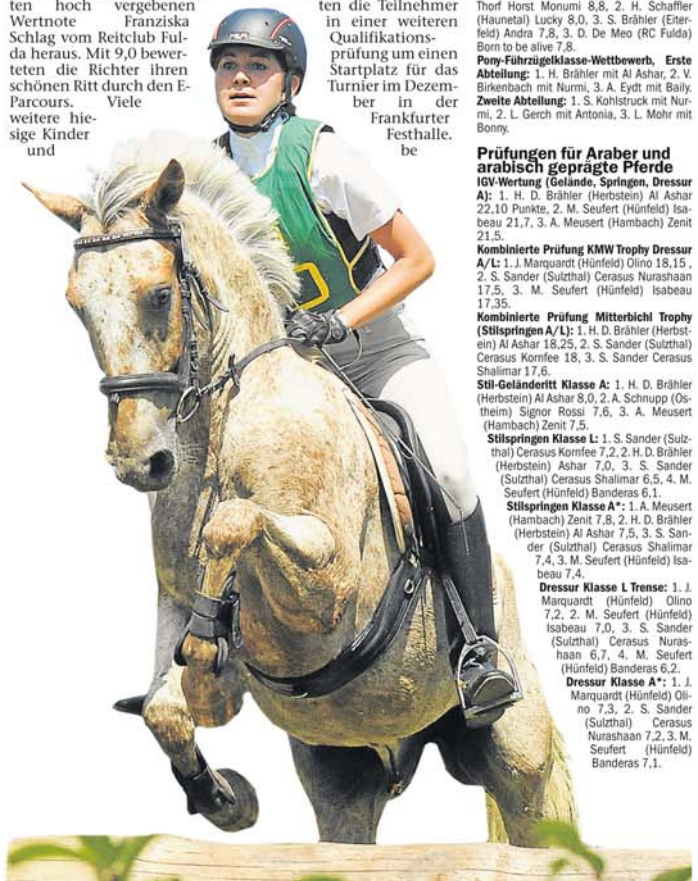 ten hoch vergebenen
Wertnote Franziska
Schlag vom Reitclub Ful-
da heraus. Mit 9,0 bewer-
teten die Richter ihren
schönen Ritt durch den E-
Parcours. Viele
weitere hie-
sige Kinder
und
ten die Teilnehmer
in einer weiteren
Qualifikations-
prüfung um einen
Startplatz für das
Turnier im Dezem-
ber in der
Frankfurter
Festhalle.
be
Thorf Horst Monumi 8,8, 2. H. Schaffler
(Haunetal) Lucky 8,0, 3. S. Brähler (Eiter-
feld) Andra 7,8, 3. D. De Meo (RC Fulda)
Born to be alive 7,8.
Pony-Führzügelklasse-Wettbewerb, Erste
Abteilung: 1. H. Brähler mit Al Ashar, 2. V.
Birkenbach mit Nurmi, 3. A. Eydt mit Baily.
Zweite Abteilung: 1. S. Kohlstruck mit Nur-
mi, 2. L. Gerch mit Antonia, 3. L. Mohr mit
Bonny.
Prüfungen für Araber und
arabisch geprägte Pferde
IGV-Wertung (Gelände, Springen, Dressur
A): 1. H. D. Brähler (Herbstein) Al Ashar
22,10 Punkte, 2. M. Seufert (Hünfeld) Isa-
beau 21,7, 3. A. Meusert (Hambach) Zenit
21,5.
Kombinierte Prüfung KMW Trophy Dressur
A/L: 1. J. Marquardt (Hünfeld) Olino 18,15 ,
2. S. Sander (Sulzthal) Cerasus Nurashaan
17,5, 3. M. Seufert (Hünfeld) Isabeau
17,35.
Kombinierte Prüfung Mitterbichl Trophy
(Stilspringen A/L): 1. H. D. Brähler (Herbst-
ein) Al Ashar 18,25, 2. S. Sander (Sulzthal)
Cerasus Kornfee 18, 3. S. Sander Cerasus
Shalimar 17,6.
Stil-Geländeritt Klasse A: 1. H. D. Brähler
(Herbstein) Al Ashar 8,0, 2. A. Schnupp (Os-
theim) Signor Rossi 7,6, 3. A. Meusert
(Hambach) Zenit 7,5.
Stilspringen Klasse L: 1. S. Sander (Sulz-
thal) Cerasus Kornfee 7,2, 2. H. D. Brähler
(Herbstein) Ashar 7,0, 3. S. Sander
(Sulzthal) Cerasus Shalimar 6,5, 4. M.
Seufert (Hünfeld) Banderas 6,1.
Stilspringen Klasse A*: 1. A. Meusert
(Hambach) Zenit 7,8, 2. H. D. Brähler
(Herbstein) Al Ashar 7,5, 3. S. San-
der (Sulzthal) Cerasus Shalimar
7,4, 3. M. Seufert (Hünfeld) Isa-
beau 7,4.
Dressur Klasse L Trense: 1. J.
Marquardt (Hünfeld) Olino
7,2, 2. M. Seufert (Hünfeld)
Isabeau 7,0, 3. S. Sander
(Sulzthal) Cerasus Nuras-
haan 6,7, 4. M. Seufert
(Hünfeld) Banderas 6,2.
Dressur Klasse A*: 1. J.
Marquardt (Hünfeld) Oli-
no 7,3, 2. S. Sander
(Sulzthal) Cerasus
Nurashaan 7,2, 3. M.
Seufert (Hünfeld)
Banderas 7,1.